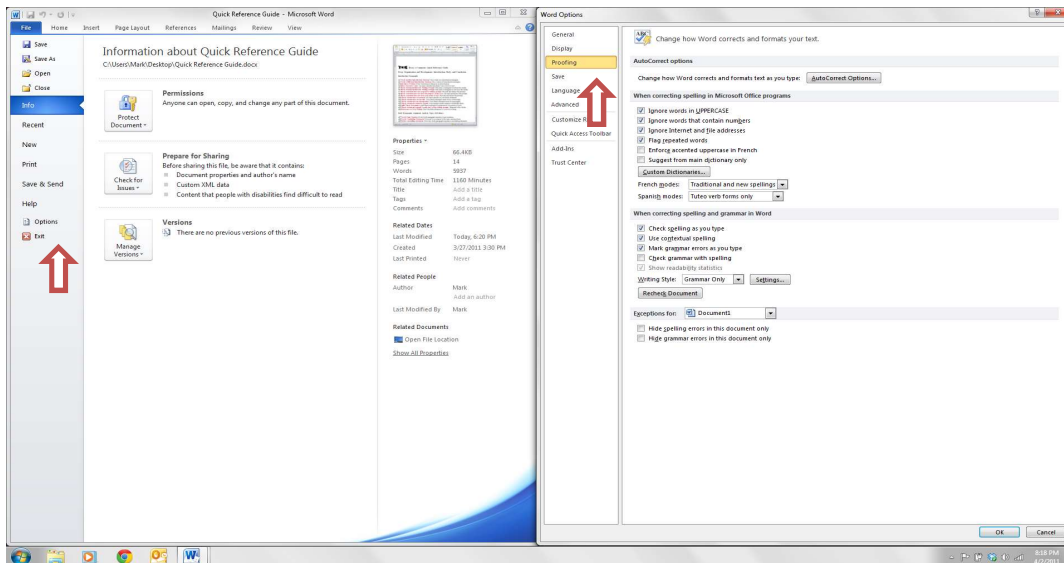 Quick Reference Guide - Microsoft Word
File Home Insert Page Layout References Mailings Review View
Save
Save As
Open
Close
Info
Recent
New
Print
Save & Send
Help
Options
Exit
Information about Quick Reference Guide
C:\Users\Mark\Desktop\Quick Reference Guide.docx
Protect
Document
Permissions
Anyone can open, copy, and change any part of this document.
Check for
Issues
Prepare for Sharing
Before sharing this file, be aware that it contains:
Document properties and author's name
Custom XML data
Content that people with disabilities find difficult to read
Manage
Versions
Versions
There are no previous versions of this file.
Properties
Size 66.4KB
Pages 14
Words 5937
Total Editing Time 1160 Minutes
Title Add a title
Tags Add a tag
Comments Add comments
Related Dates
Last Modified Today, 6:20 PM
Created 3/27/2011 3:30 PM
Last Printed Never
Related People
Author Mark
Add an author
Last Modified By Mark
Related Documents
Open File Location
Show All Properties
Word Options
General
Display
Proofing
Save
Language
Advanced
Customize R
Quick Access Toolbar
Add-Ins
Trust Center
Change how Word corrects and formats your text.
AutoCorrect options
Change how Word corrects and formats text as you type: AutoCorrect Options...
When correcting spelling in Microsoft Office programs
Ignore words in UPPERCASE
Ignore words that contain numbers
Ignore Internet and file addresses
Flag repeated words
Enforce accented uppercase in French
Suggest from main dictionary only
Custom Dictionaries...
French modes: Traditional and new spellings
Spanish modes: Tuteo verb forms only
When correcting spelling and grammar in Word
Check spelling as you type
Use contextual spelling
Mark grammar errors as you type
Check grammar with spelling
Show readability statistics
Writing Style: Grammar Only Settings...
Recheck Document
Exceptions for: Document1
Hide spelling errors in this document only
Hide grammar errors in this document only
OK Cancel
8:18 PM
4/2/2011